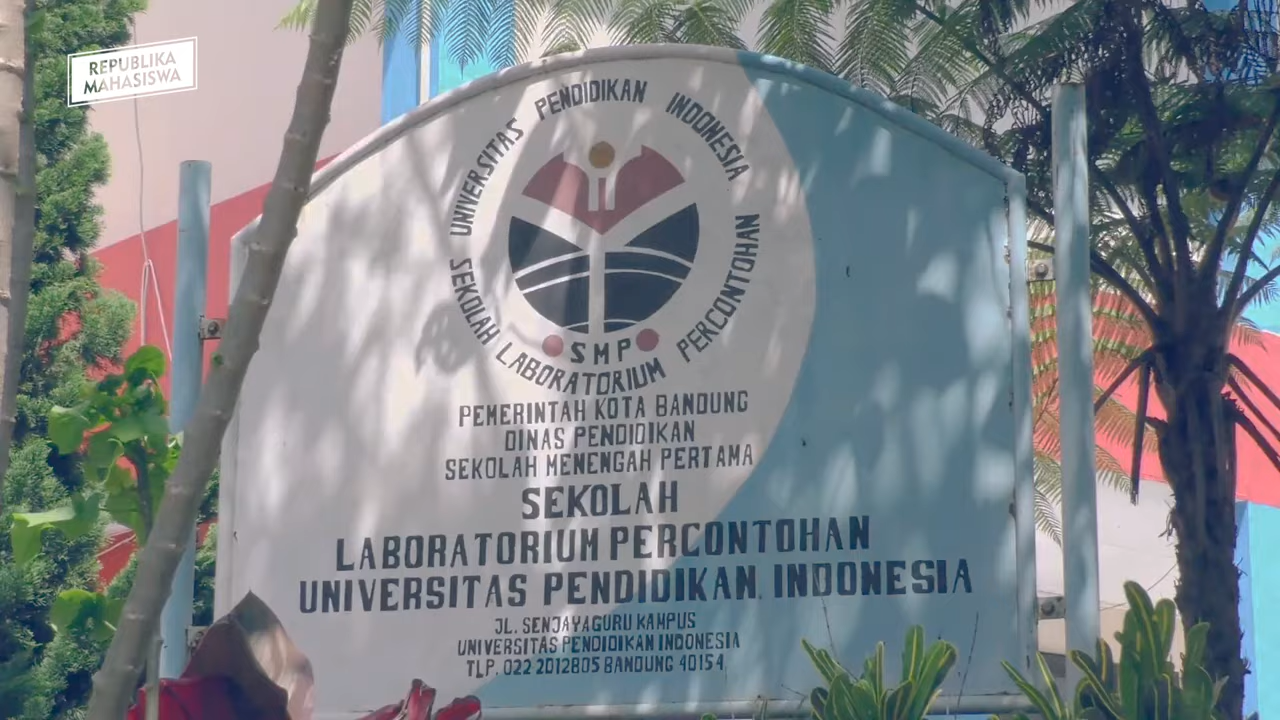 REPUBLIKA
MAHASISWA
UNIVERSITAS PENDIDIKAN INDONESIA
SEKOLAH LABORATORIUM PERCONTOHAN
SMP
PEMERINTAH KOTA BANDUNG
DINAS PENDIDIKAN
SEKOLAH MENENGAH PERTAMA
SEKOLAH
LABORATORIUM PERCONTOHAN
UNIVERSITAS PENDIDIKAN INDONESIA
JL. SENJAYAGURU KAMPUS
UNIVERSITAS PENDIDIKAN INDONESIA
TLP. 022 2012805 BANDUNG 40154